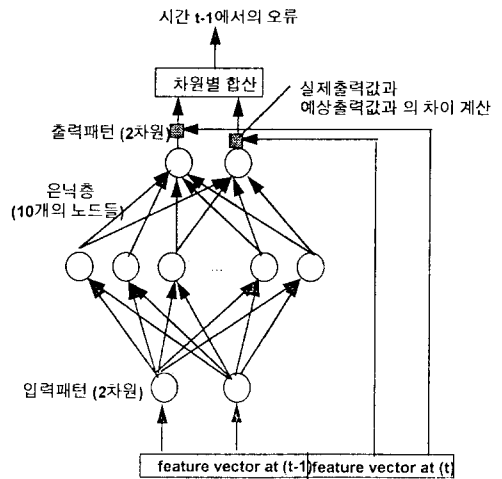 시간 t-1에서의 오류
차원별 합산
실제출력값과
예상출력값과 의 차이 계산
출력패턴 (2차원)
은닉층
(10개의 노드들)
...
입력패턴 (2차원)
feature vector at (t-1) feature vector at (t)